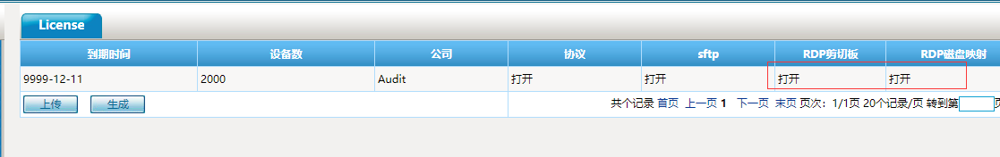 License
到期时间 设备数 公司 协议 sftp RDP剪切板 RDP磁盘映射
9999-12-11 2000 Audit 打开 打开 打开 打开
上传 生成 共个记录 首页 上一页 1 下一页 末页 页次：1/1页 20个记录/页 转到第 页